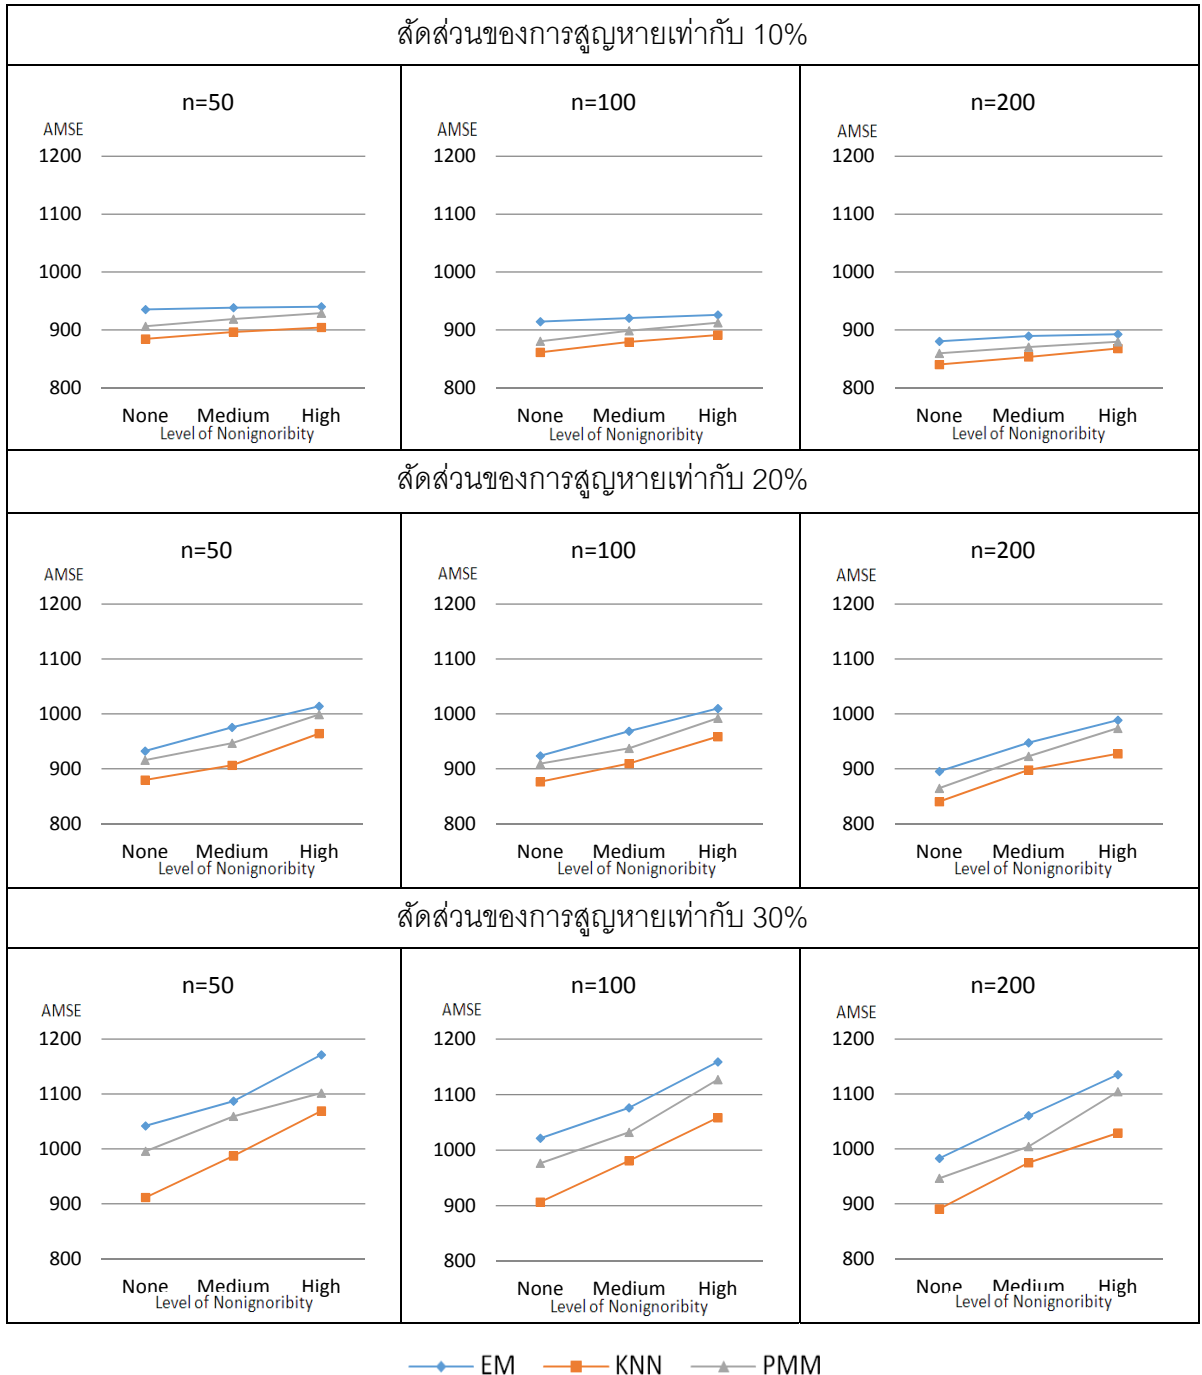 สัดส่วนของการสูญหายเท่ากับ 10%
n=50
AMSE
1200
1100
1000
900
800
None Medium High
Level of Nonignoribity
n=100
AMSE
1200
1100
1000
900
800
None Medium High
Level of Nonignoribity
n=200
AMSE
1200
1100
1000
900
800
None Medium High
Level of Nonignoribity
สัดส่วนของการสูญหายเท่ากับ 20%
n=50
AMSE
1200
1100
1000
900
800
None Medium High
Level of Nonignoribity
n=100
AMSE
1200
1100
1000
900
800
None Medium High
Level of Nonignoribity
n=200
AMSE
1200
1100
1000
900
800
None Medium High
Level of Nonignoribity
สัดส่วนของการสูญหายเท่ากับ 30%
n=50
AMSE
1200
1100
1000
900
800
None Medium High
Level of Nonignoribity
n=100
AMSE
1200
1100
1000
900
800
None Medium High
Level of Nonignoribity
n=200
AMSE
1200
1100
1000
900
800
None Medium High
Level of Nonignoribity
EM KNN PMM